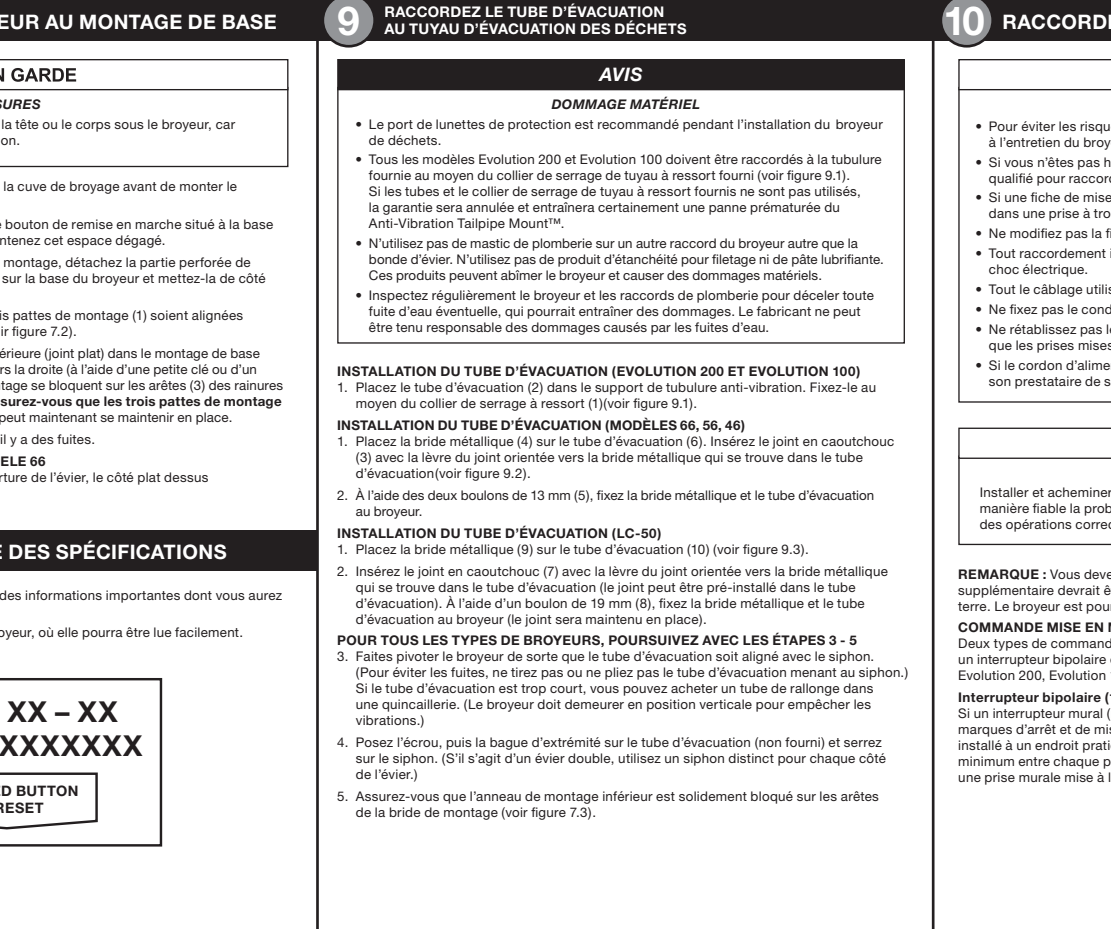 EUR AU MONTAGE DE BASE
N GARDE
SURES
la tête ou le corps sous le broyeur, car
on.
la cuve de broyage avant de monter le
e bouton de remise en marche situé à la base
ntenez cet espace dégagé.
montage, détachez la partie perforée de
sur la base du broyeur et mettez-la de côté
is pattes de montage (1) soient alignées
ir figure 7.2).
érieure (joint plat) dans le montage de base
rs la droite (à l'aide d'une petite clé ou d'un
ntage se bloquent sur les arêtes (3) des rainures
surez-vous que les trois pattes de montage
peut maintenant se maintenir en place.
il y a des fuites.
ELE 66
rture de l'évier, le côté plat dessus
E DES SPÉCIFICATIONS
des informations importantes dont vous aurez
oyeur, où elle pourra être lue facilement.
XX – XX
XXXXXXX
ED BUTTON
RESET
9
RACCORDEZ LE TUBE D'ÉVACUATION
AU TUYAU D'ÉVACUATION DES DÉCHETS
AVIS
DOMMAGE MATÉRIEL
• Le port de lunettes de protection est recommandé pendant l'installation du broyeur
de déchets.
• Tous les modèles Evolution 200 et Evolution 100 doivent être raccordés à la tubulure
fournie au moyen du collier de serrage de tuyau à ressort fourni (voir figure 9.1).
Si les tubes et le collier de serrage de tuyau à ressort fournis ne sont pas utilisés,
la garantie sera annulée et entraînera certainement une panne prématurée du
Anti-Vibration Tailpipe Mount™.
• N'utilisez pas de mastic de plomberie sur un autre raccord du broyeur autre que la
bonde d'évier. N'utilisez pas de produit d'étanchéité pour filetage ni de pâte lubrifiante.
Ces produits peuvent abîmer le broyeur et causer des dommages matériels.
• Inspectez régulièrement le broyeur et les raccords de plomberie pour déceler toute
fuite d'eau éventuelle, qui pourrait entraîner des dommages. Le fabricant ne peut
être tenu responsable des dommages causés par les fuites d'eau.
INSTALLATION DU TUBE D'ÉVACUATION (EVOLUTION 200 ET EVOLUTION 100)
1. Placez le tube d'évacuation (2) dans le support de tubulure anti-vibration. Fixez-le au
moyen du collier de serrage à ressort (1)(voir figure 9.1).
INSTALLATION DU TUBE D'ÉVACUATION (MODÈLES 66, 56, 46)
1. Placez la bride métallique (4) sur le tube d'évacuation (6). Insérez le joint en caoutchouc
(3) avec la lèvre du joint orientée vers la bride métallique qui se trouve dans le tube
d'évacuation(voir figure 9.2).
2. À l'aide des deux boulons de 13 mm (5), fixez la bride métallique et le tube d'évacuation
au broyeur.
INSTALLATION DU TUBE D'ÉVACUATION (LC-50)
1. Placez la bride métallique (9) sur le tube d'évacuation (10) (voir figure 9.3).
2. Insérez le joint en caoutchouc (7) avec la lèvre du joint orientée vers la bride métallique
qui se trouve dans le tube d'évacuation (le joint peut être pré-installé dans le tube
d'évacuation). À l'aide d'un boulon de 19 mm (8), fixez la bride métallique et le tube
d'évacuation au broyeur (le joint sera maintenu en place).
POUR TOUS LES TYPES DE BROYEURS, POURSUIVEZ AVEC LES ÉTAPES 3 - 5
3. Faites pivoter le broyeur de sorte que le tube d'évacuation soit aligné avec le siphon.
(Pour éviter les fuites, ne tirez pas ou ne pliez pas le tube d'évacuation menant au siphon.)
Si le tube d'évacuation est trop court, vous pouvez acheter un tube de rallonge dans
une quincaillerie. (Le broyeur doit demeurer en position verticale pour empêcher les
vibrations.)
4. Posez l'écrou, puis la bague d'extrémité sur le tube d'évacuation (non fourni) et serrez
sur le siphon. (S'il s'agit d'un évier double, utilisez un siphon distinct pour chaque côté
de l'évier.)
5. Assurez-vous que l'anneau de montage inférieur est solidement bloqué sur les arêtes
de la bride de montage (voir figure 7.3).
10
RACCORDE
• Pour éviter les risqu
à l'entretien du broy
• Si vous n'êtes pas h
qualifié pour raccord
• Si une fiche de mise
dans une prise à tro
• Ne modifiez pas la fi
• Tout raccordement i
choc électrique.
• Tout le câblage utilis
• Ne fixez pas le cond
• Ne rétablissez pas le
que les prises mises
• Si le cordon d'alime
son prestataire de s
Installer et acheminer
manière fiable la prob
des opérations correc
REMARQUE : Vous deve
supplémentaire devrait ê
terre. Le broyeur est pou
COMMANDE MISE EN M
Deux types de command
un interrupteur bipolaire
Evolution 200, Evolution
Interrupteur bipolaire (1
Si un interrupteur mural (
marques d'arrêt et de mis
installé à un endroit prati
minimum entre chaque p
une prise murale mise à l